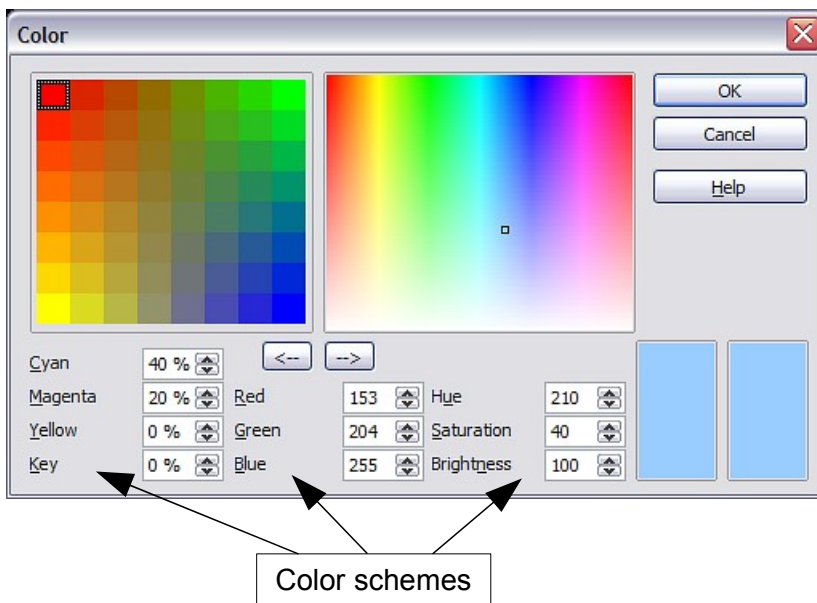 Color
OK
Cancel
Help
<-- -->
Cyan 40 %
Magenta 20 % Red 153 Hue 210
Yellow 0 % Green 204 Saturation 40
Key 0 % Blue 255 Brightness 100
Color schemes